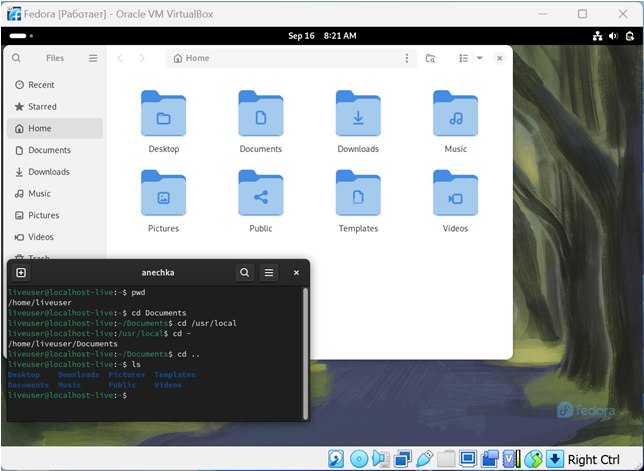 Fedora [Работает] - Oracle VM VirtualBox
Sep 16 8:21 AM
Files
Home
Recent
Starred
Home
Documents
Downloads
Music
Pictures
Videos
Trash
Desktop
Documents
Downloads
Music
Pictures
Public
Templates
Videos
anechka
liveuser@localhost-live:~$ pwd
/home/liveuser
liveuser@localhost-live:~$ cd Documents
liveuser@localhost-live:~/Documents$ cd /usr/local
liveuser@localhost-live:/usr/local$ cd -
/home/liveuser/Documents
liveuser@localhost-live:~/Documents$ cd ..
liveuser@localhost-live:~$ ls
Desktop Downloads Pictures Templates
Documents Music Public Videos
liveuser@localhost-live:~$
fedora
Right Ctrl